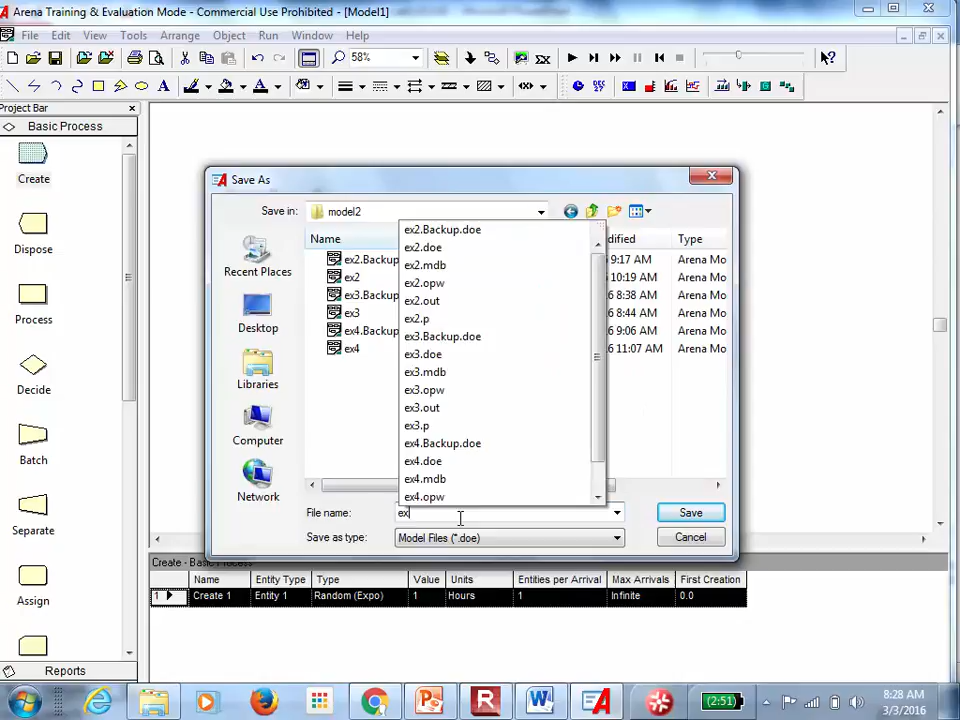 Arena Training & Evaluation Mode - Commercial Use Prohibited - [Model1]
File Edit View Tools Arrange Object Run Window Help
58%
Project Bar
Basic Process
Create
Dispose
Process
Decide
Batch
Separate
Assign
Reports
Save As
Save in: model2
Name
dified Type
ex2.Backup 9:17 AM Arena Mo
ex2 10:19 AM Arena Mo
ex3.Backup 6 8:38 AM Arena Mo
ex3 6 8:44 AM Arena Mo
ex4.Backup 6 9:06 AM Arena Mo
ex4 6 11:07 AM Arena Mo
Recent Places
Desktop
Libraries
Computer
Network
ex2.Backup.doe
ex2.doe
ex2.mdb
ex2.opw
ex2.out
ex2.p
ex3.Backup.doe
ex3.doe
ex3.mdb
ex3.opw
ex3.out
ex3.p
ex4.Backup.doe
ex4.doe
ex4.mdb
ex4.opw
File name: ex Save
Save as type: Model Files (*.doe) Cancel
Create - Basic Process
Name Entity Type Type Value Units Entities per Arrival Max Arrivals First Creation
1 Create 1 Entity 1 Random (Expo) 1 Hours 1 Infinite 0.0
(2:51)
8:28 AM
3/3/2016